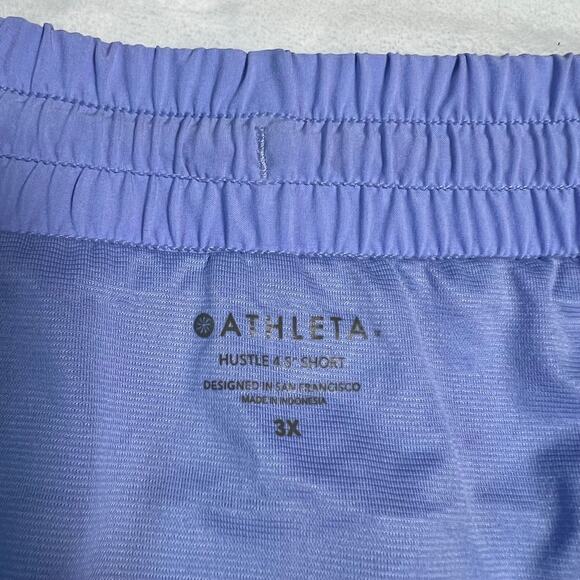 ATHLETA
HUSTLE 4.5" SHORT
DESIGNED IN SAN FRANCISCO
MADE IN INDONESIA
3X